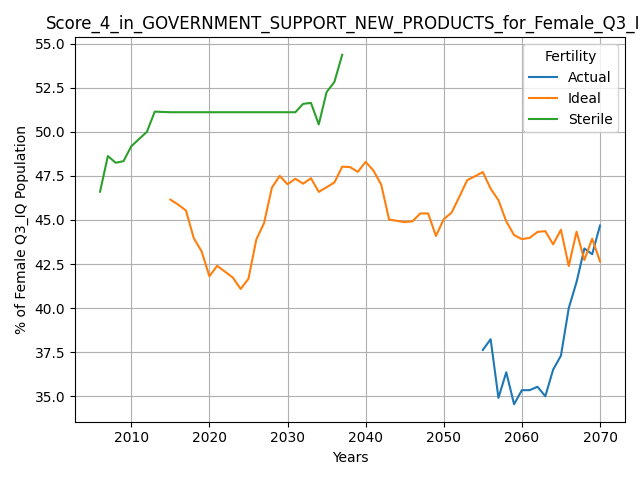 Score_4_in_GOVERNMENT_SUPPORT_NEW_PRODUCTS_for_Female_Q3_I
55.0
52.5
50.0
47.5
45.0
42.5
40.0
37.5
35.0
% of Female Q3_IQ Population
Fertility
Actual
Ideal
Sterile
2010 2020 2030 2040 2050 2060 2070
Years